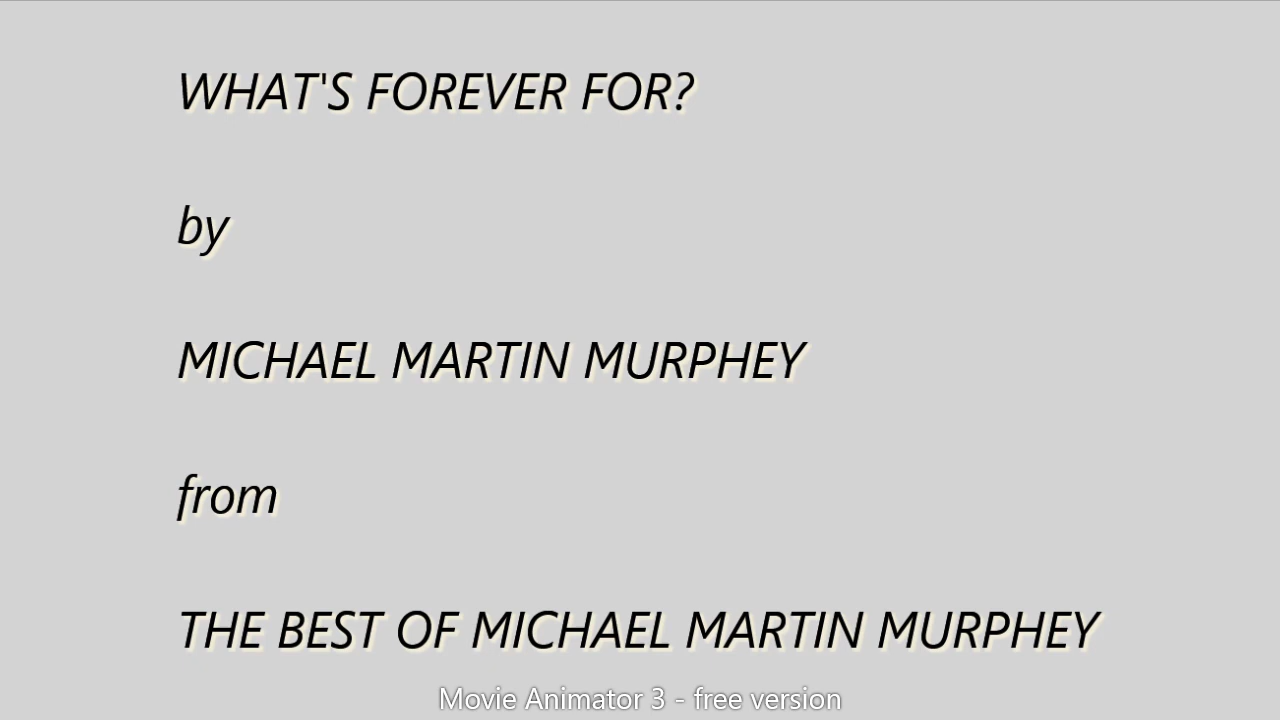 WHAT'S FOREVER FOR?
by
MICHAEL MARTIN MURPHEY
from
THE BEST OF MICHAEL MARTIN MURPHEY
Movie Animator 3 - free version